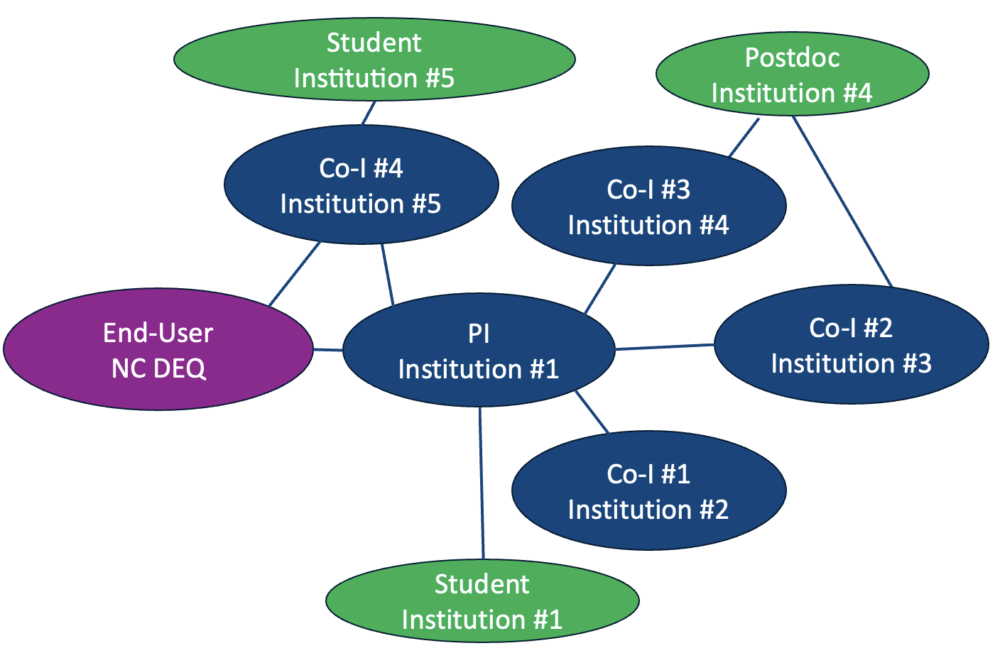 Student
Institution #5
Postdoc
Institution #4
Co-I #4
Institution #5
Co-I #3
Institution #4
End-User
NC DEQ
PI
Institution #1
Co-I #2
Institution #3
Co-I #1
Institution #2
Student
Institution #1